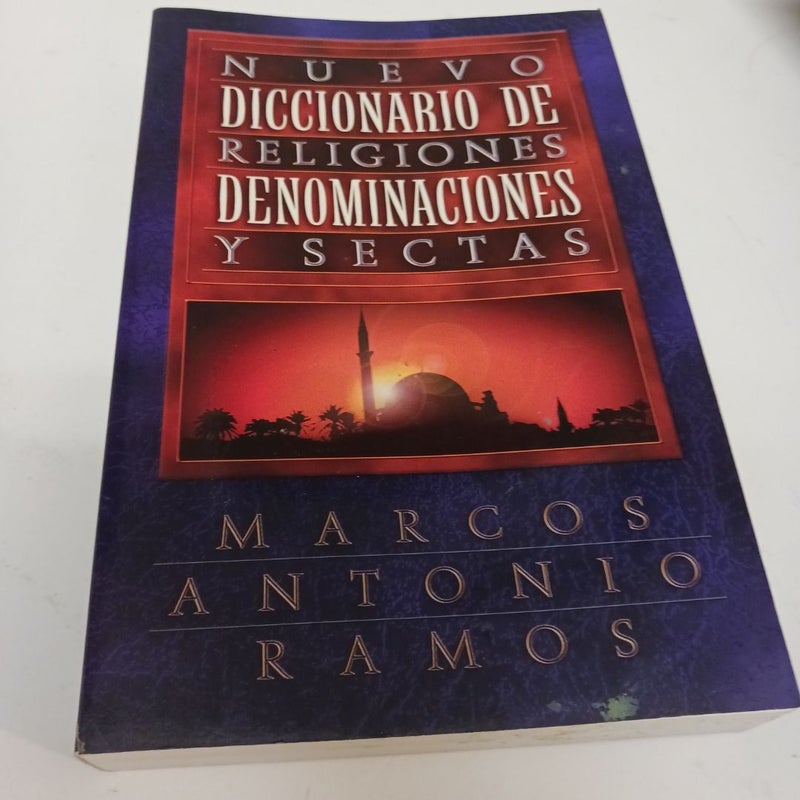 NUEVO
DICCIONARIO DE
RELIGIONES
DENOMINACIONES
Y SECTAS
MARCOS
ANTONIO
RAMOS